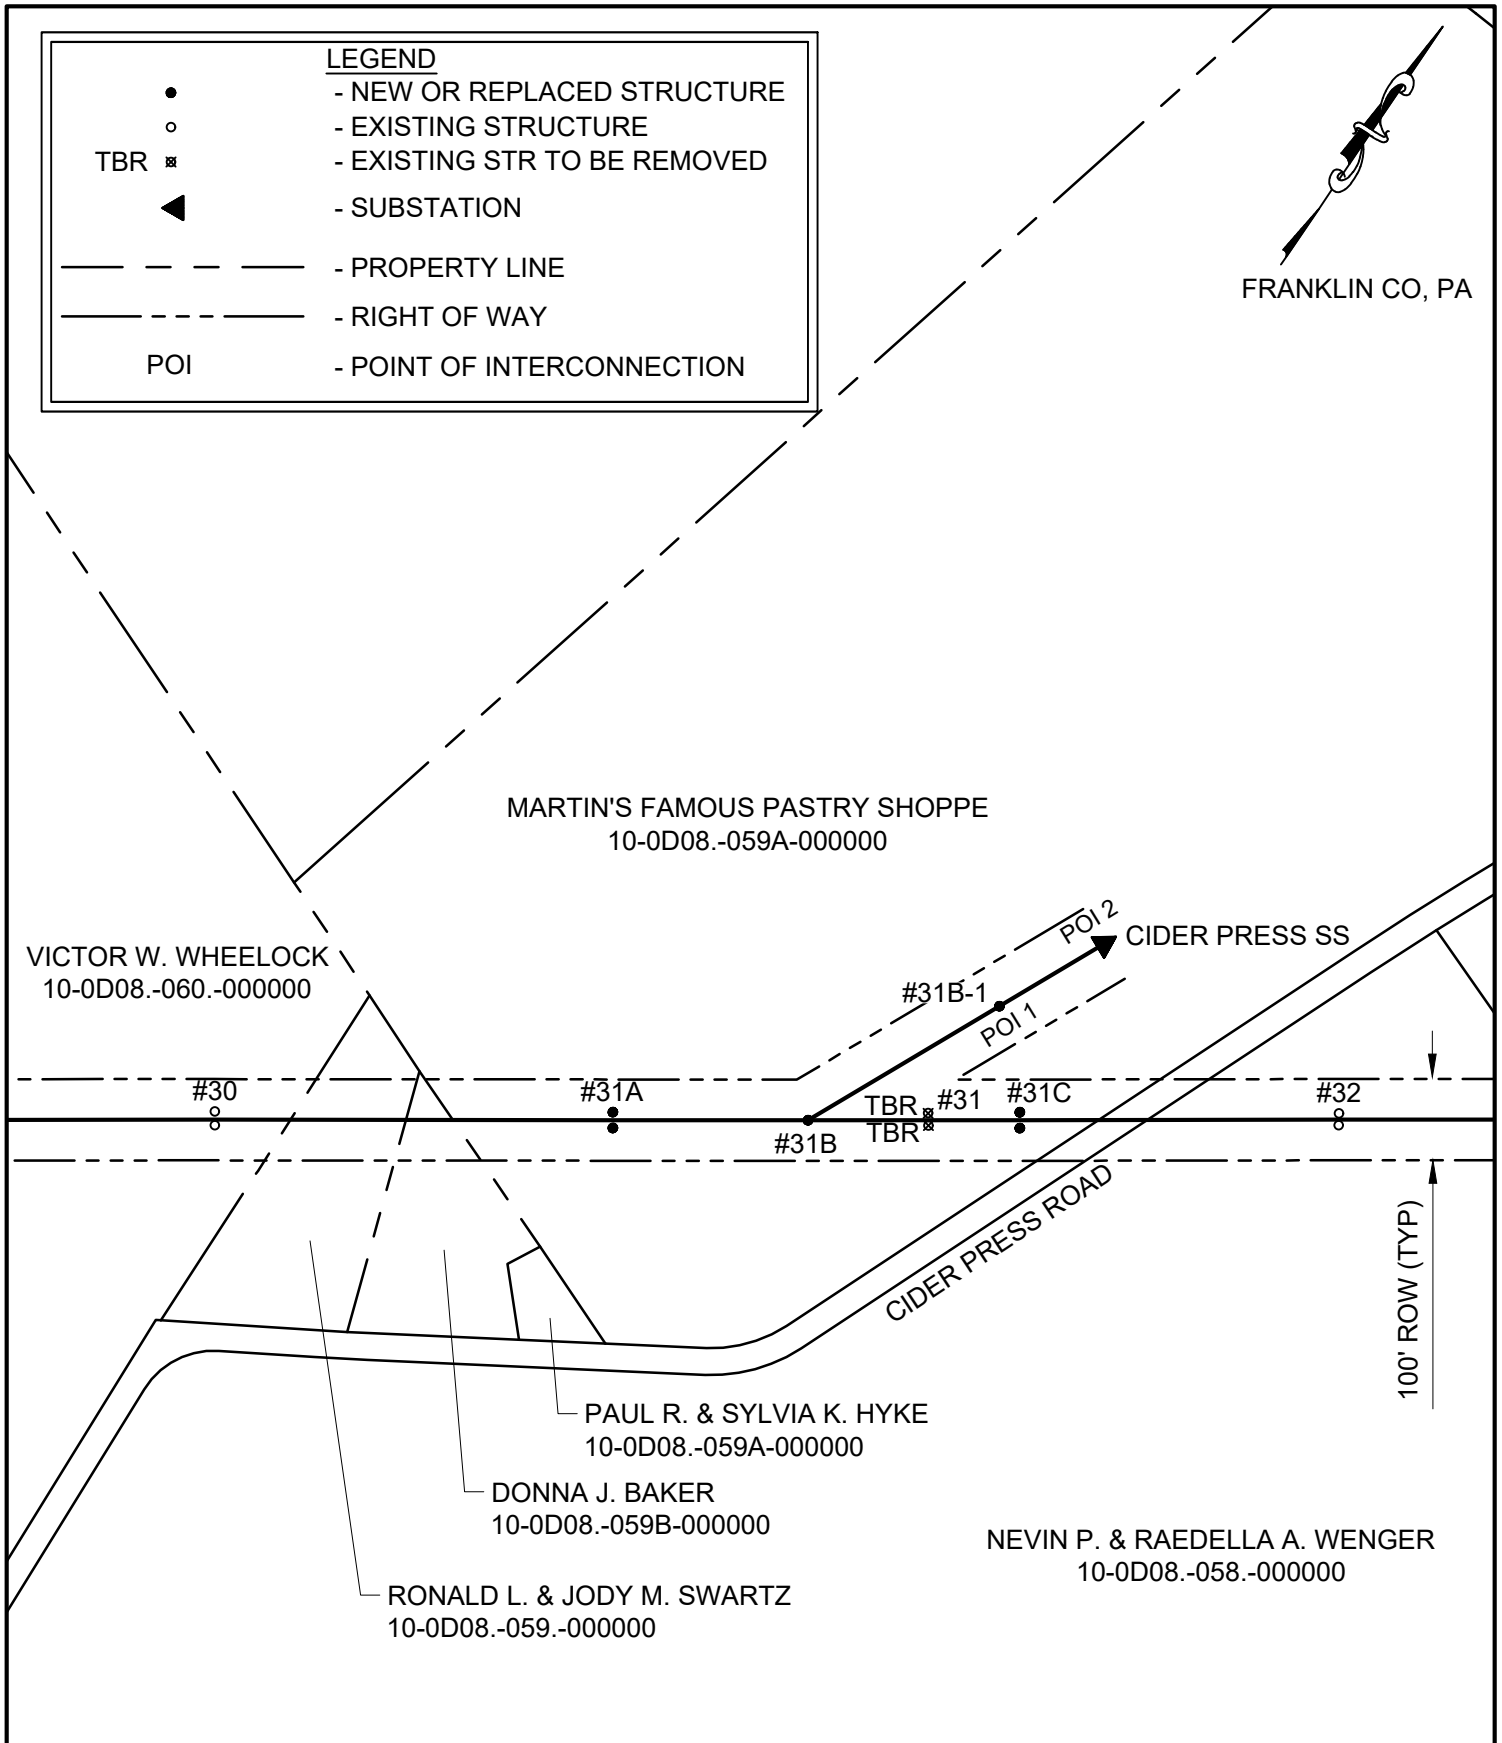 LEGEND
- NEW OR REPLACED STRUCTURE
- EXISTING STRUCTURE
TBR - EXISTING STR TO BE REMOVED
- SUBSTATION
- PROPERTY LINE
- RIGHT OF WAY
POI - POINT OF INTERCONNECTION
FRANKLIN CO, PA
MARTIN'S FAMOUS PASTRY SHOPPE
10-0D08.-059A-000000
VICTOR W. WHEELOCK
10-0D08.-060.-000000
POI 2
CIDER PRESS SS
#31B-1
POI 1
#30
#31A
#31B
TBR
TBR
#31
#31C
#32
CIDER PRESS ROAD
100' ROW (TYP)
PAUL R. & SYLVIA K. HYKE
10-0D08.-059A-000000
DONNA J. BAKER
10-0D08.-059B-000000
NEVIN P. & RAEDELLA A. WENGER
10-0D08.-058.-000000
RONALD L. & JODY M. SWARTZ
10-0D08.-059.-000000